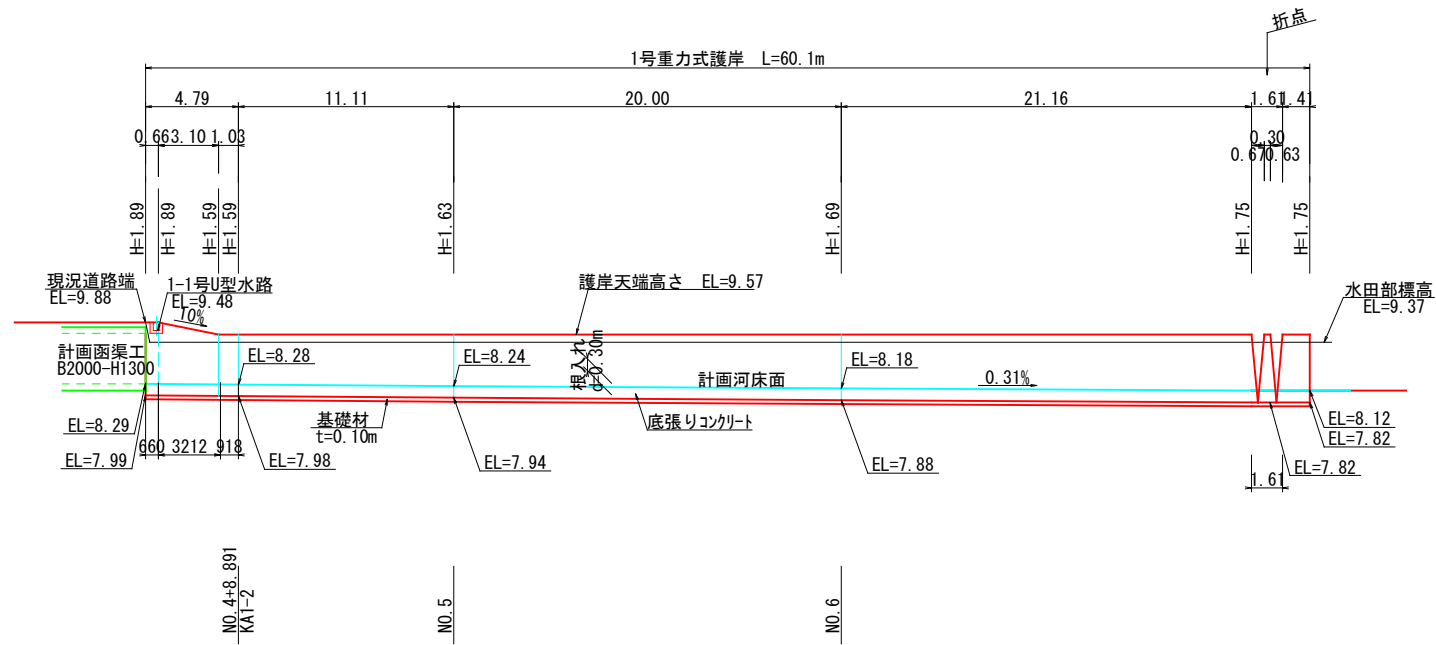 折点
1号重力式護岸 L=60.1m
4.79
11.11
20.00
21.16
1.61
1.41
0.66
3.10
1.03
0.30
0.67
0.63
H=1.89
H=1.89
H=1.59
H=1.59
H=1.63
H=1.69
H=1.75
H=1.75
現況道路端
EL=9.88
1-1号U型水路
EL=9.48
10%
護岸天端高さ EL=9.57
水田部標高
EL=9.37
計画函渠工
B2000-H1300
EL=8.28
EL=8.24
根入れ
d=0.30m
EL=8.18
計画河床面
0.31%
EL=8.29
基礎材
t=0.10m
底張りコンクリート
EL=8.12
EL=7.82
660
3212
918
EL=7.99
EL=7.98
EL=7.94
EL=7.88
EL=7.82
1.61
NO.4+8.891
KA1-2
NO.5
NO.6